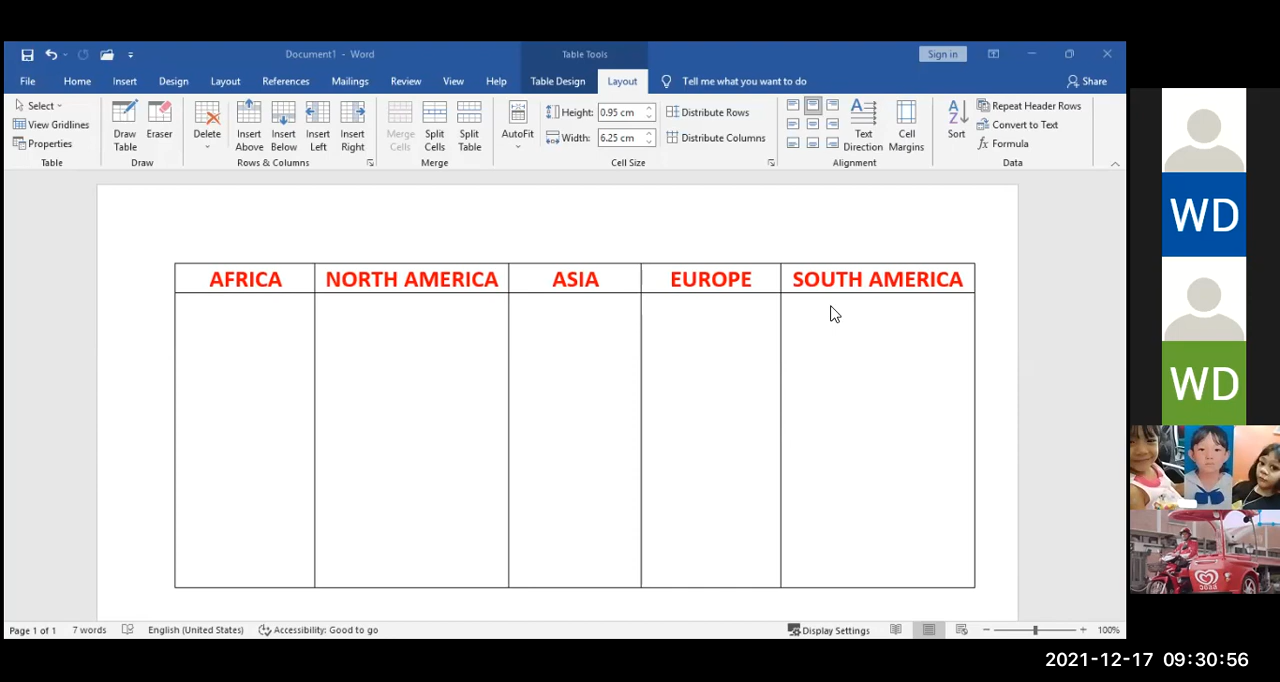 Document1 - Word
Table Tools
Sign in
File Home Insert Design Layout References Mailings Review View Help Table Design Layout Tell me what you want to do Share
Select
View Gridlines
Properties
Table
Draw Table
Eraser
Draw
Delete
Insert Above
Insert Below
Insert Left
Insert Right
Rows & Columns
Merge Cells
Split Cells
Split Table
Merge
AutoFit
Height: 0.95 cm
Width: 6.25 cm
Distribute Rows
Distribute Columns
Cell Size
Text Direction
Cell Margins
Alignment
Sort
Repeat Header Rows
Convert to Text
Formula
Data
AFRICA NORTH AMERICA ASIA EUROPE SOUTH AMERICA
WD
WD
Page 1 of 1 7 words English (United States) Accessibility: Good to go Display Settings 100%
2021-12-17 09:30:56